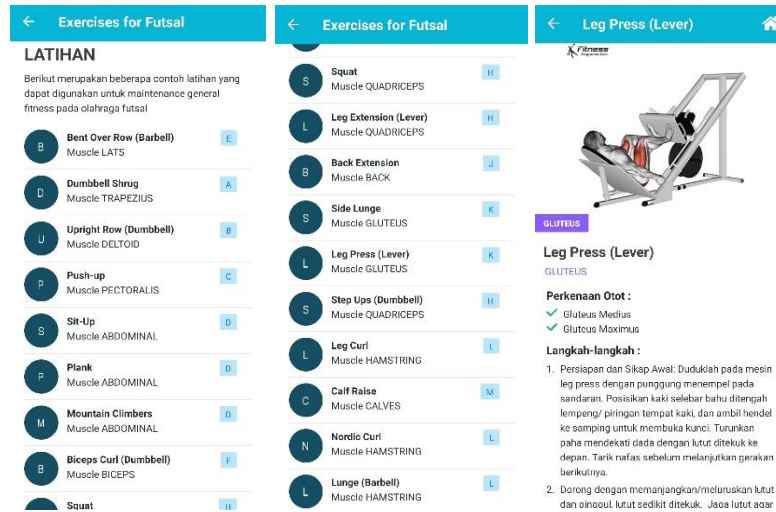 Exercises for Futsal
LATIHAN
Berikut merupakan beberapa contoh latihan yang
dapat digunakan untuk maintenance general
fitness pada olahraga futsal
B
Bent Over Row (Barbell)
E
Muscle LATS
D
Dumbbell Shrug
A
Muscle TRAPEZIUS
U
Upright Row (Dumbbell)
B
Muscle DELTOID
P
Push-up
C
Muscle PECTORALIS
S
Sit-Up
D
Muscle ABDOMINAL
P
Plank
D
Muscle ABDOMINAL
M
Mountain Climbers
D
Muscle ABDOMINAL
B
Biceps Curl (Dumbbell)
F
Muscle BICEPS
S
Squat
H
Exercises for Futsal
S
Squat
H
Muscle QUADRICEPS
L
Leg Extension (Lever)
H
Muscle QUADRICEPS
B
Back Extension
J
Muscle BACK
S
Side Lunge
K
Muscle GLUTEUS
L
Leg Press (Lever)
K
Muscle GLUTEUS
S
Step Ups (Dumbbell)
H
Muscle QUADRICEPS
L
Leg Curl
L
Muscle HAMSTRING
C
Calf Raise
M
Muscle CALVES
N
Nordic Curl
L
Muscle HAMSTRING
L
Lunge (Barbell)
L
Muscle HAMSTRING
Leg Press (Lever)
Fitness
GLUTEUS
Leg Press (Lever)
GLUTEUS
Perkenaan Otot :
Gluteus Medius
Gluteus Maximus
Langkah-langkah :
1. Persiapan dan Sikap Awal: Duduklah pada mesin
leg press dengan punggung menempel pada
sandaran. Posisikan kaki selebar bahu ditengah
lempeng/ piringan tempat kaki, dan ambil hendel
ke samping untuk membuka kunci. Turunkan
paha mendekati dada dengan lutut ditekuk ke
depan. Tarik nafas sebelum melanjutkan gerakan
berikutnya.
2. Dorong dengan memanjangkan/meluruskan lutut
dan pinggul, lutut sedikit ditekuk. Jaga lutut agar